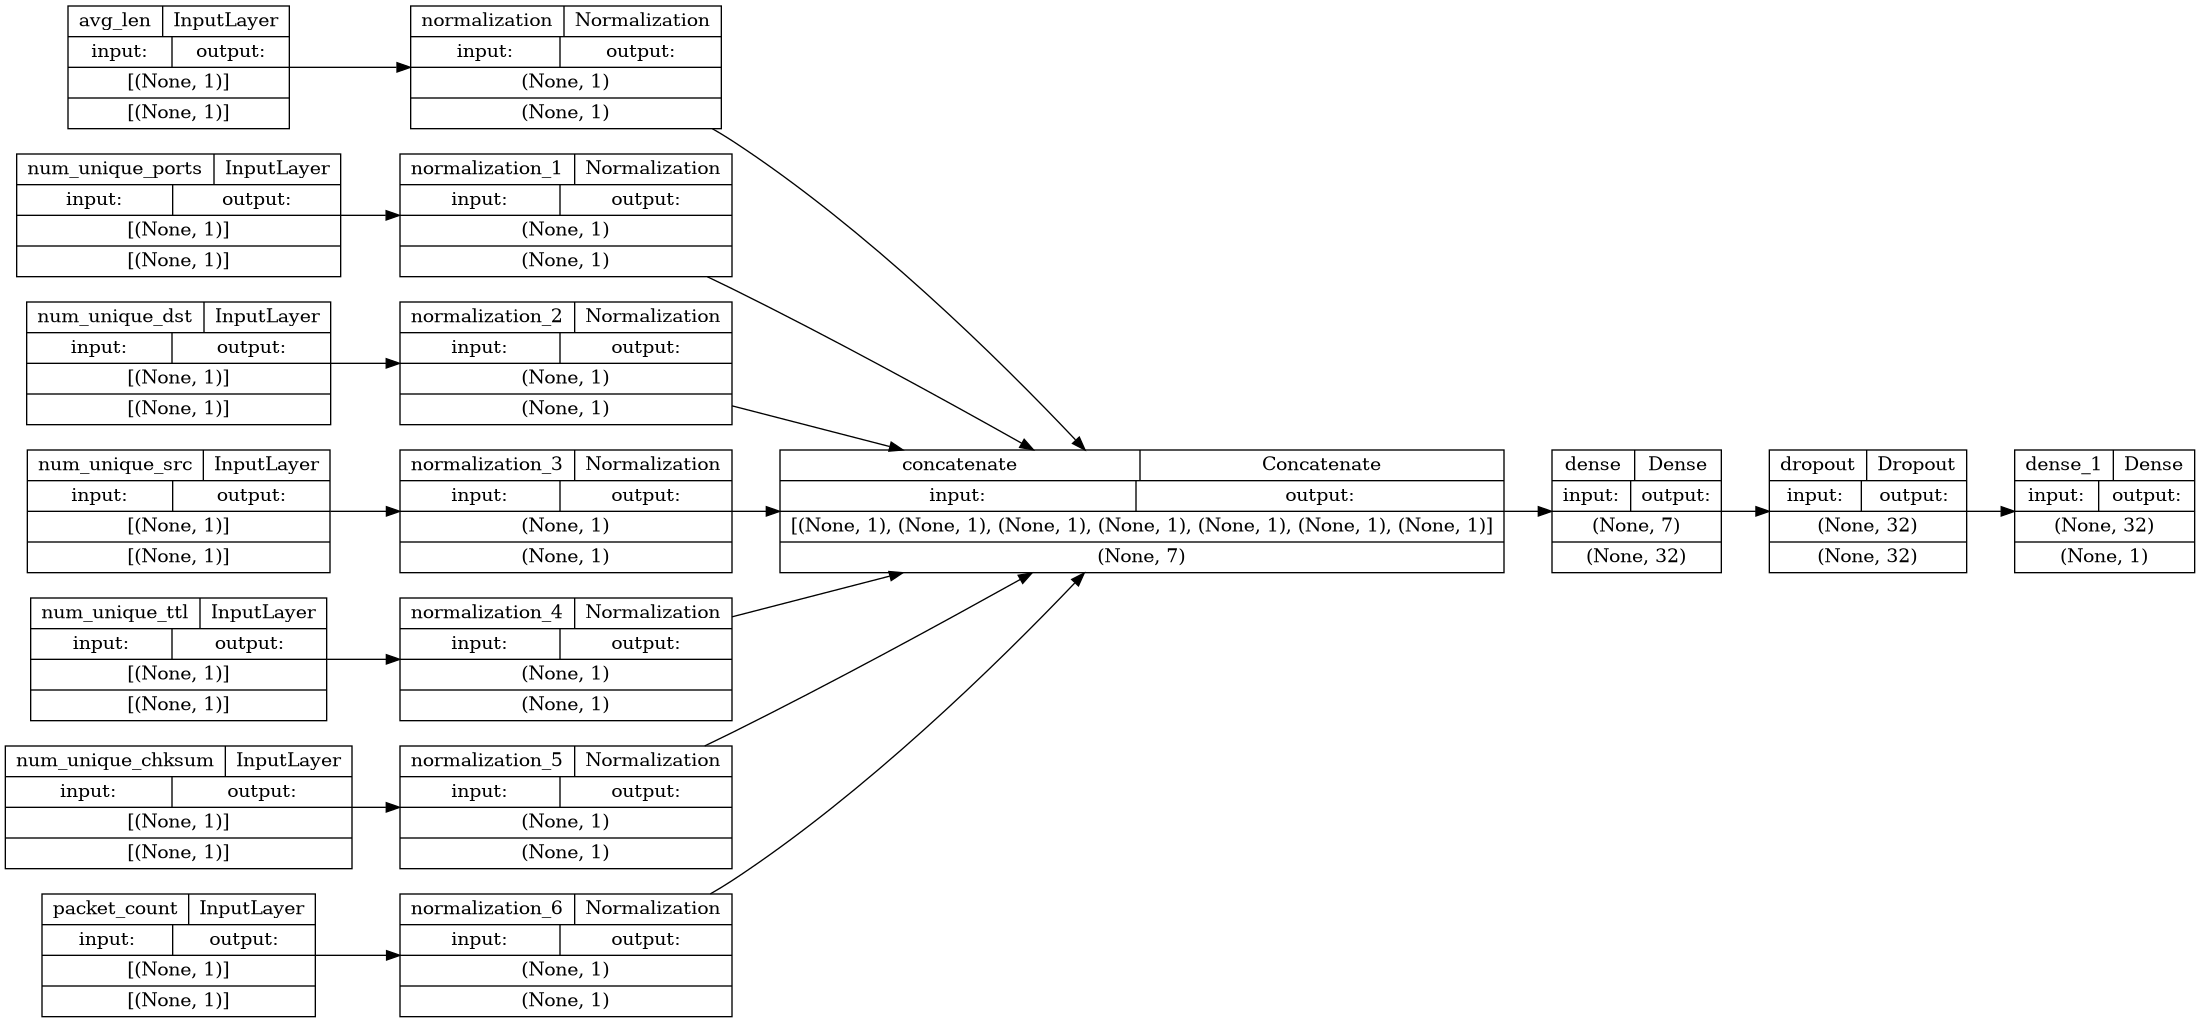 avg_len InputLayer
input: output:
[(None, 1)]
[(None, 1)]
normalization Normalization
input: output:
(None, 1)
(None, 1)
num_unique_ports InputLayer
input: output:
[(None, 1)]
[(None, 1)]
normalization_1 Normalization
input: output:
(None, 1)
(None, 1)
num_unique_dst InputLayer
input: output:
[(None, 1)]
[(None, 1)]
normalization_2 Normalization
input: output:
(None, 1)
(None, 1)
num_unique_src InputLayer
input: output:
[(None, 1)]
[(None, 1)]
normalization_3 Normalization
input: output:
(None, 1)
(None, 1)
num_unique_ttl InputLayer
input: output:
[(None, 1)]
[(None, 1)]
normalization_4 Normalization
input: output:
(None, 1)
(None, 1)
num_unique_chksum InputLayer
input: output:
[(None, 1)]
[(None, 1)]
normalization_5 Normalization
input: output:
(None, 1)
(None, 1)
packet_count InputLayer
input: output:
[(None, 1)]
[(None, 1)]
normalization_6 Normalization
input: output:
(None, 1)
(None, 1)
concatenate Concatenate
input: output:
[(None, 1), (None, 1), (None, 1), (None, 1), (None, 1), (None, 1), (None, 1)]
(None, 7)
dense Dense
input: output:
(None, 7)
(None, 32)
dropout Dropout
input: output:
(None, 32)
(None, 32)
dense_1 Dense
input: output:
(None, 32)
(None, 1)